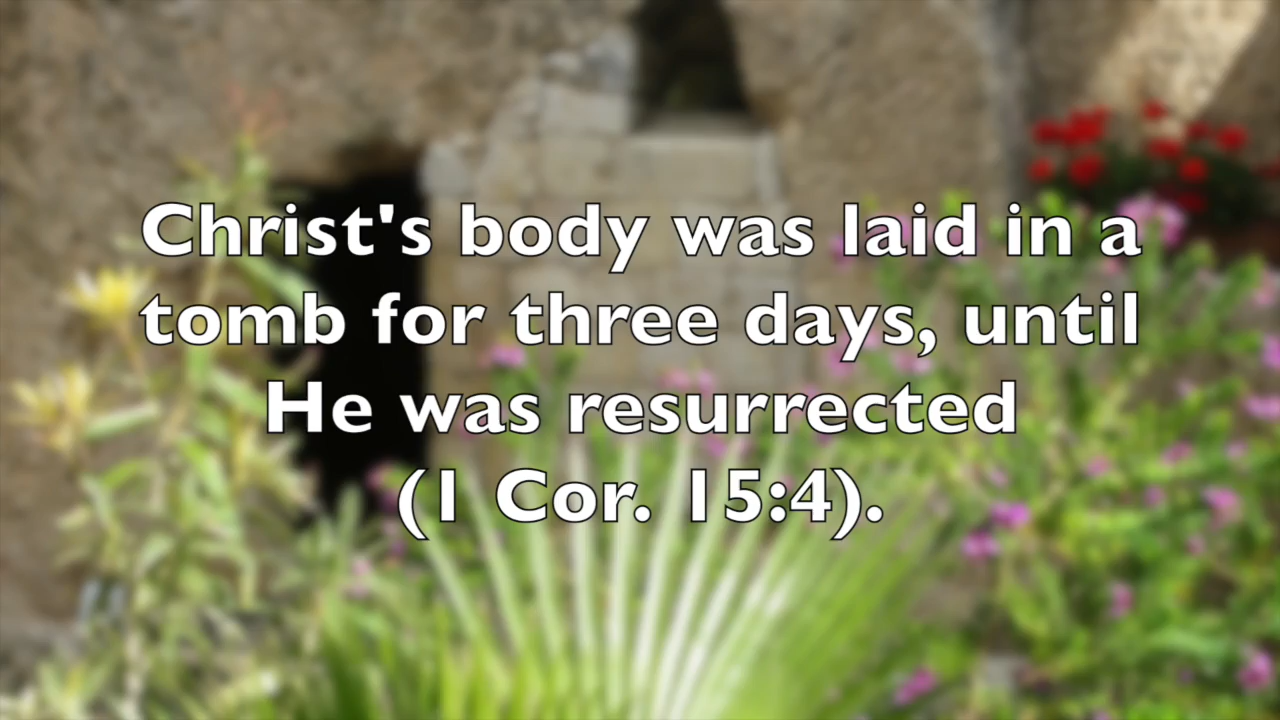 Christ's body was laid in a
tomb for three days, until
He was resurrected
(1 Cor. 15:4).